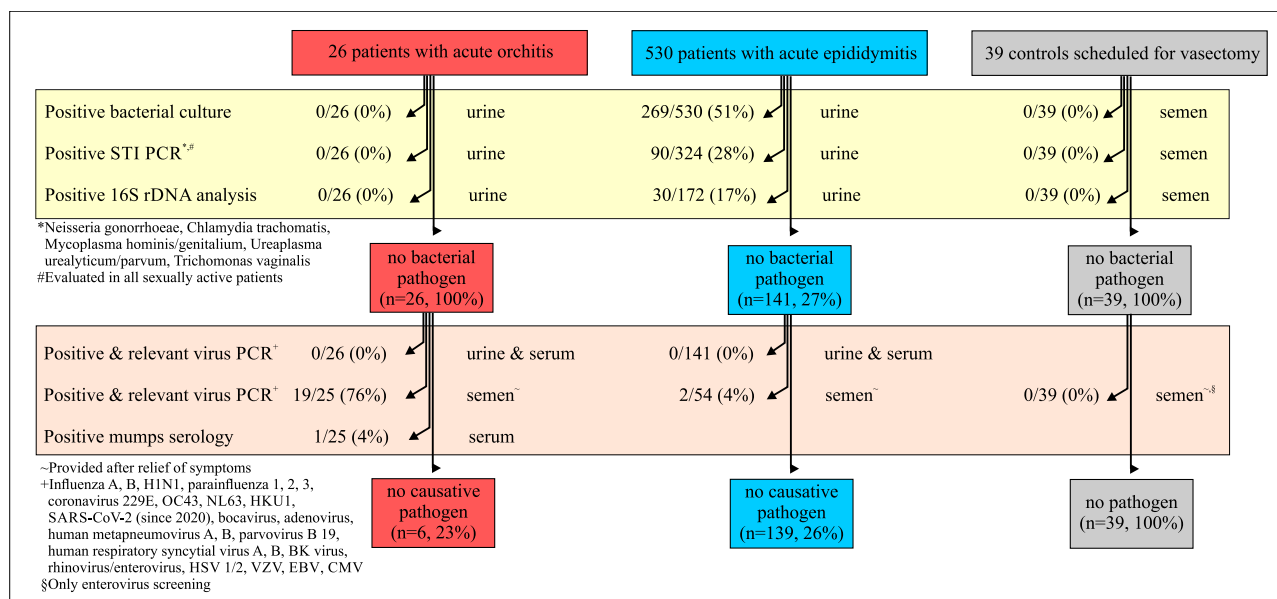 26 patients with acute orchitis
530 patients with acute epididymitis
39 controls scheduled for vasectomy
Positive bacterial culture 0/26 (0%) urine 269/530 (51%) urine 0/39 (0%) semen
Positive STI PCR*,# 0/26 (0%) urine 90/324 (28%) urine 0/39 (0%) semen
Positive 16S rDNA analysis 0/26 (0%) urine 30/172 (17%) urine 0/39 (0%) semen
*Neisseria gonorrhoeae, Chlamydia trachomatis,
Mycoplasma hominis/genitalium, Ureaplasma
urealyticum/parvum, Trichomonas vaginalis
#Evaluated in all sexually active patients
no bacterial
pathogen
(n=26, 100%)
no bacterial
pathogen
(n=141, 27%)
no bacterial
pathogen
(n=39, 100%)
Positive & relevant virus PCR+ 0/26 (0%) urine & serum 0/141 (0%) urine & serum
Positive & relevant virus PCR+ 19/25 (76%) semen~ 2/54 (4%) semen~ 0/39 (0%) semen~,§
Positive mumps serology 1/25 (4%) serum
~Provided after relief of symptoms
+Influenza A, B, H1N1, parainfluenza 1, 2, 3,
coronavirus 229E, OC43, NL63, HKU1,
SARS-CoV-2 (since 2020), bocavirus, adenovirus,
human metapneumovirus A, B, parvovirus B 19,
human respiratory syncytial virus A, B, BK virus,
rhinovirus/enterovirus, HSV 1/2, VZV, EBV, CMV
§Only enterovirus screening
no causative
pathogen
(n=6, 23%)
no causative
pathogen
(n=139, 26%)
no pathogen
(n=39, 100%)